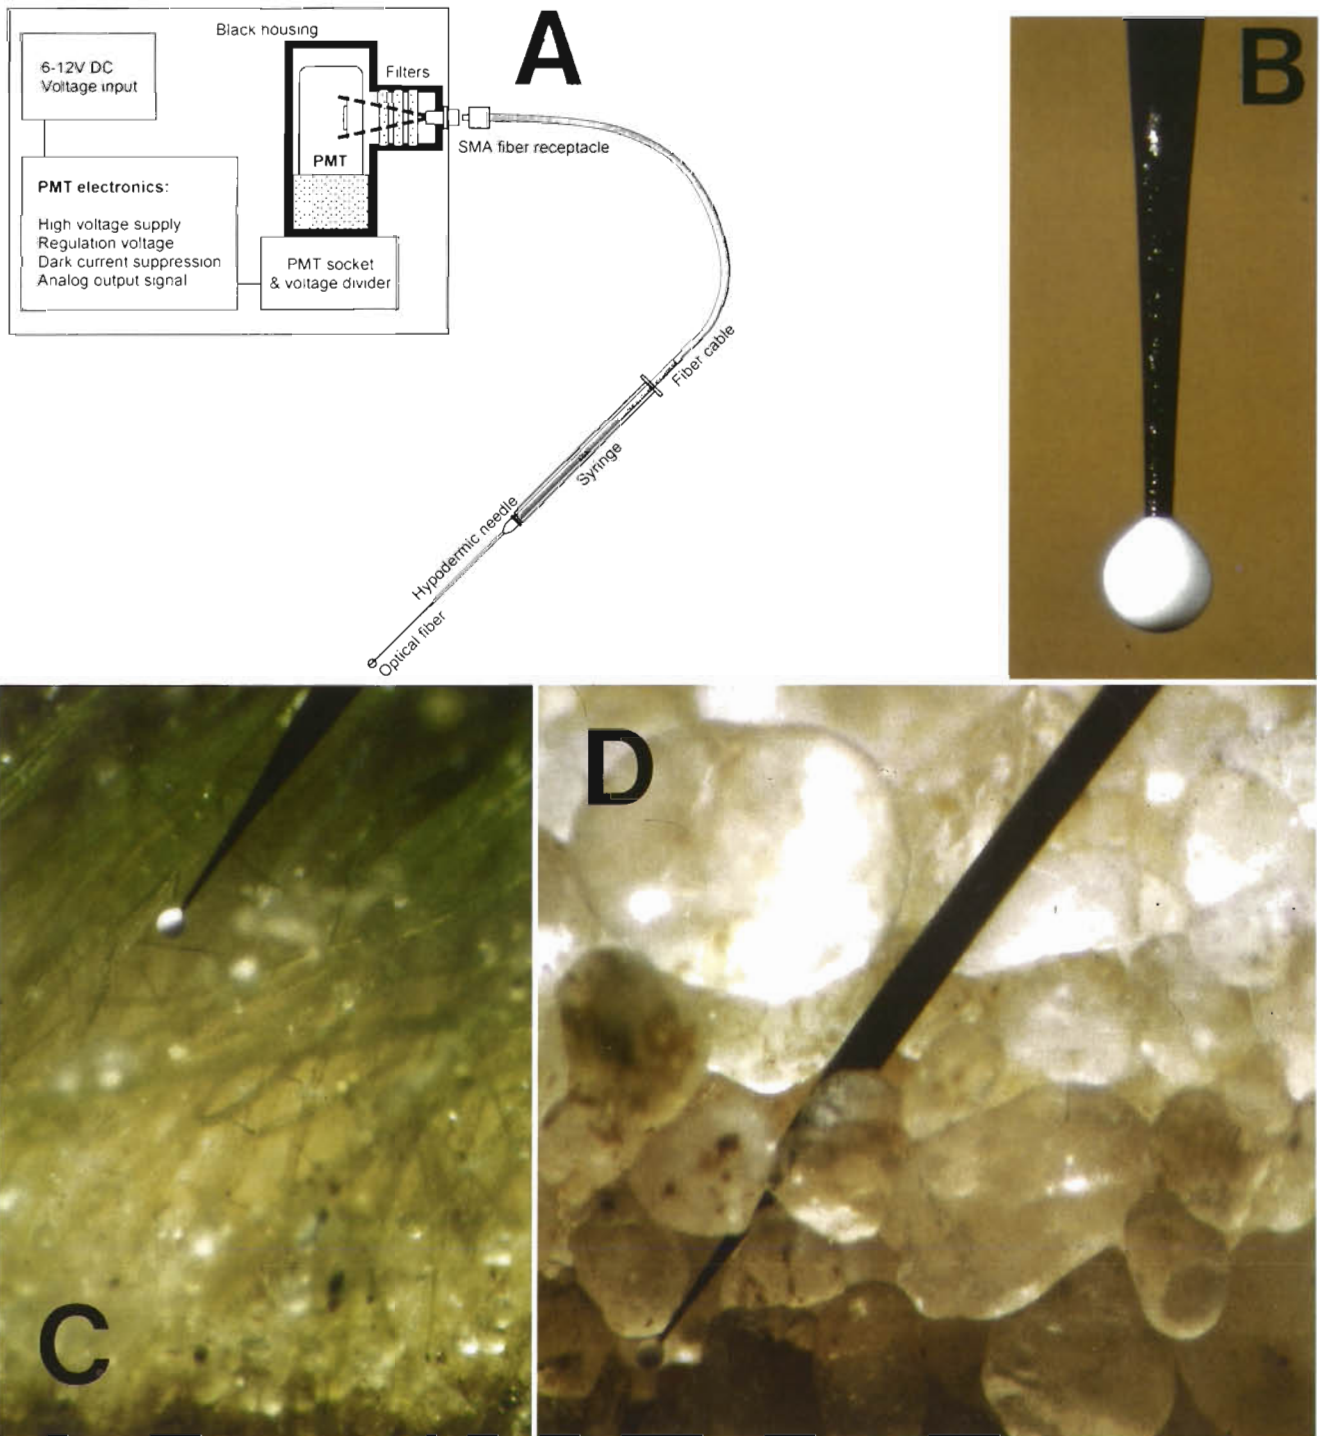 A
B
Black housing
6-12V DC
Voltage input
Filters
PMT
SMA fiber receptacle
PMT electronics:
High voltage supply
Regulation voltage
Dark current suppression
Analog output signal
PMT socket
& voltage divider
Fiber cable
Syringe
Hypodermic needle
Optical fiber
C
D